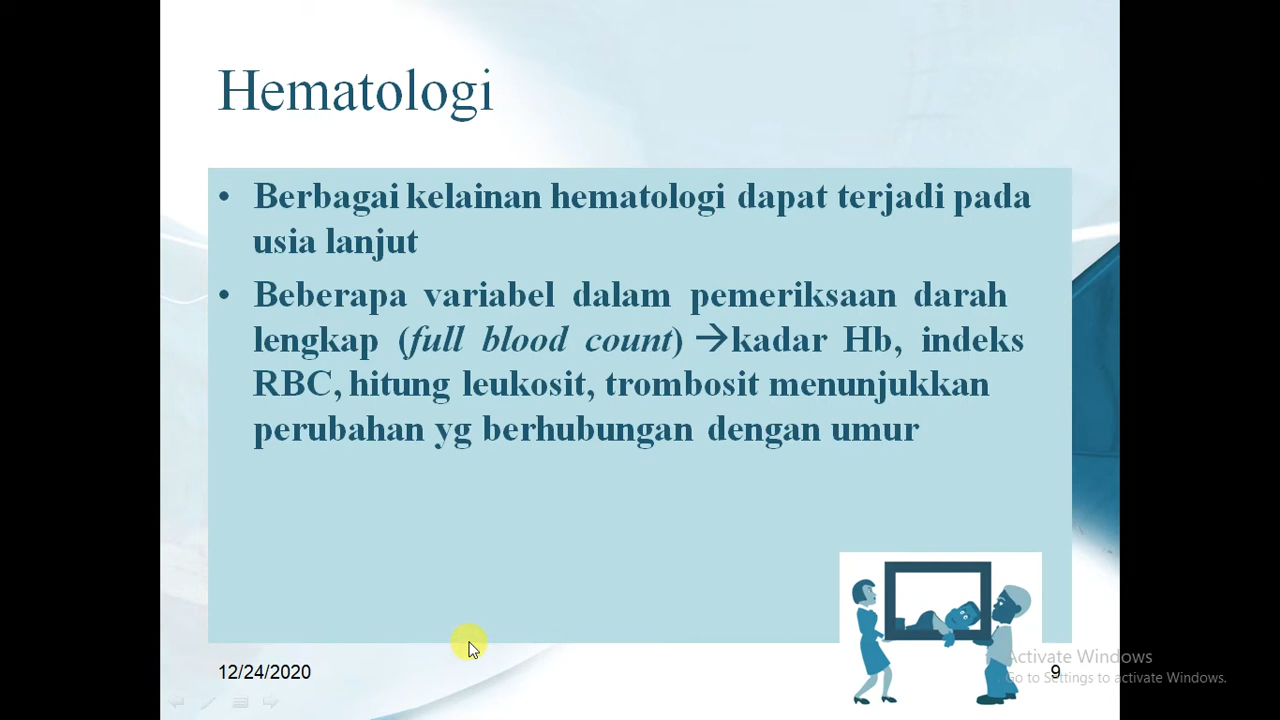 Hematologi
• Berbagai kelainan hematologi dapat terjadi pada
usia lanjut
• Beberapa variabel dalam pemeriksaan darah
lengkap (full blood count) →kadar Hb, indeks
RBC, hitung leukosit, trombosit menunjukkan
perubahan yg berhubungan dengan umur
12/24/2020
9
Activate Windows
Go to Settings to activate Windows.